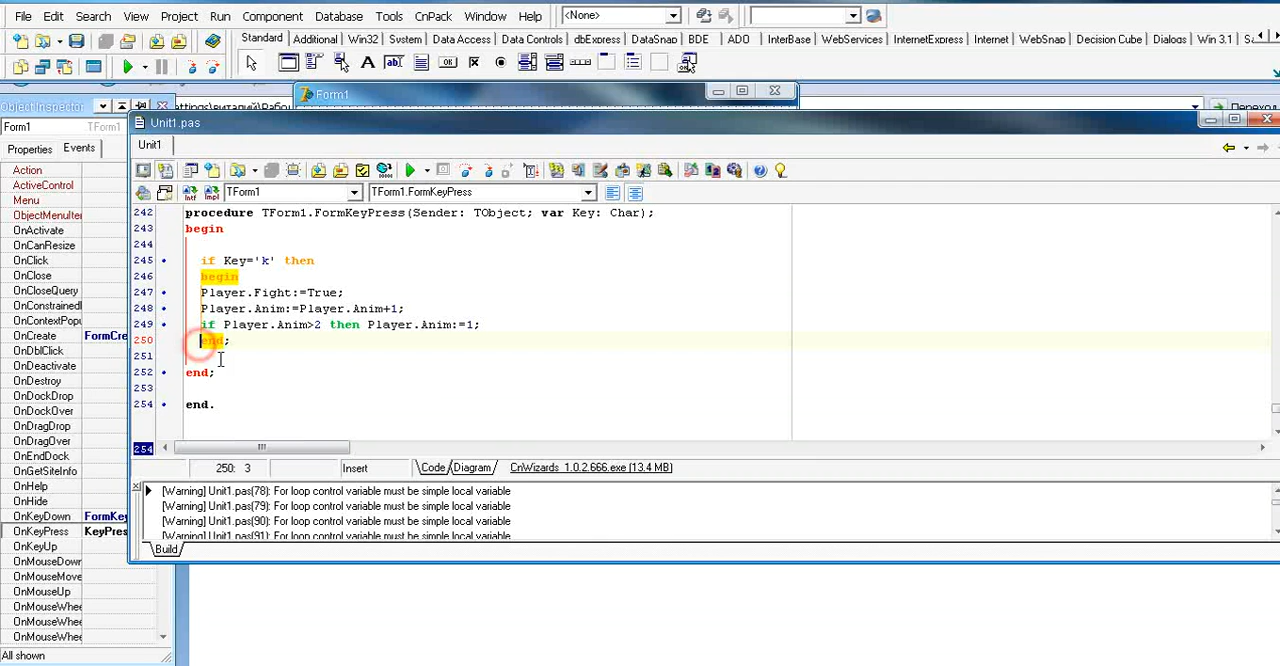 File Edit Search View Project Run Component Database Tools CnPack Window Help <None>
Standard Additional Win32 System Data Access Data Controls dbExpress DataSnap BDE ADO InterBase WebServices InternetExpress Internet WebSnap Decision Cube Dialogs Win 3.1
Object Inspector
Form1
Переход
Form1 TForm1
Unit1.pas
Properties Events
Unit1
Action
ActiveControl
Menu
ObjectMenuIter
OnActivate
OnCanResize
OnClick
OnClose
OnCloseQuery
OnConstrained
OnContextPopu
OnCreate FormCre
OnDblClick
OnDeactivate
OnDestroy
OnDockDrop
OnDockOver
OnDragDrop
OnDragOver
OnEndDock
OnGetSiteInfo
OnHelp
OnHide
OnKeyDown FormKe
OnKeyPress KeyPres
OnKeyUp
OnMouseDown
OnMouseMove
OnMouseUp
OnMouseWhee
OnMouseWhee
OnMouseWhee
All shown
TForm1 TForm1.FormKeyPress
242 procedure TForm1.FormKeyPress(Sender: TObject; var Key: Char);
243 begin
244
245 if Key='k' then
246 begin
247 Player.Fight:=True;
248 Player.Anim:=Player.Anim+1;
249 if Player.Anim>2 then Player.Anim:=1;
250 end;
251
252 end;
253
254 end.
254
250: 3 Insert Code Diagram CnWizards_1.0.2.666.exe (13.4 MB)
[Warning] Unit1.pas(78): For loop control variable must be simple local variable
[Warning] Unit1.pas(79): For loop control variable must be simple local variable
[Warning] Unit1.pas(90): For loop control variable must be simple local variable
[Warning] Unit1.pas(91): For loop control variable must be simple local variable
Build